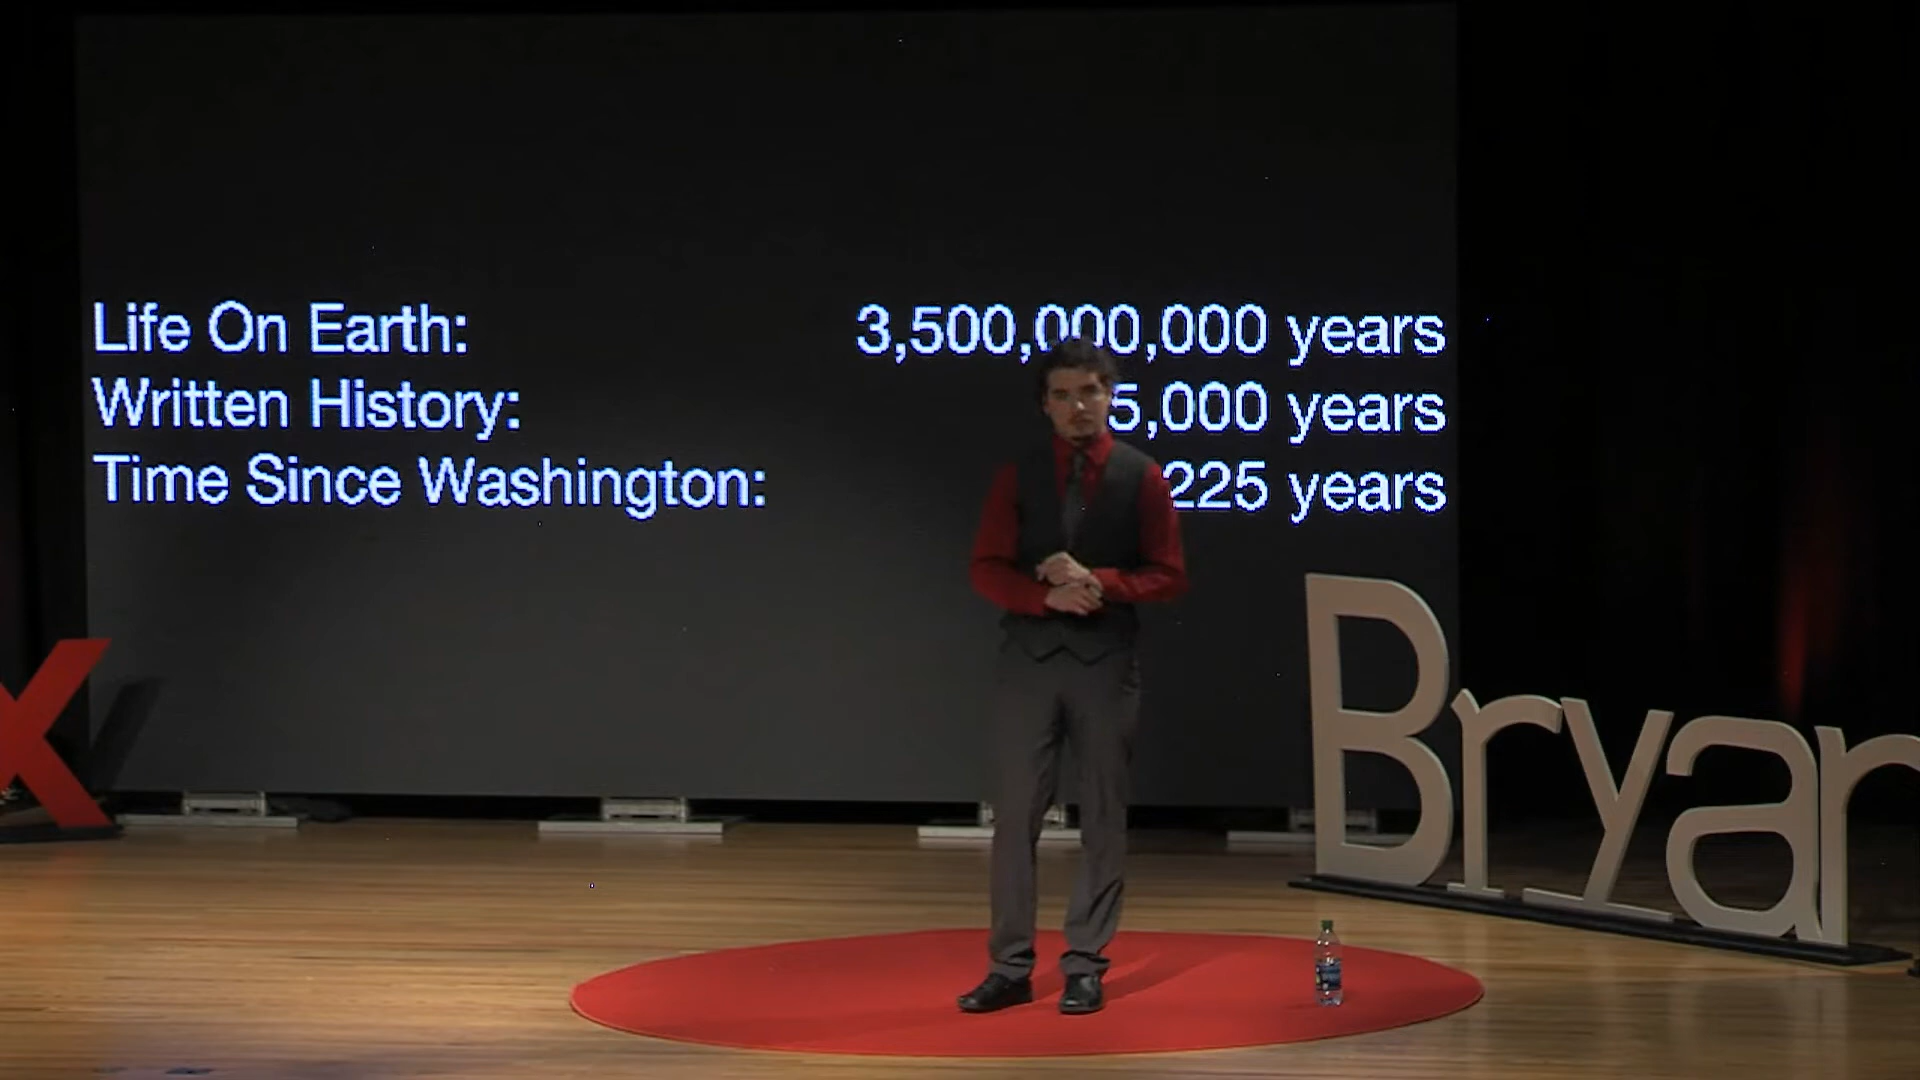 Life On Earth: 3,500,000,000 years
Written History: 5,000 years
Time Since Washington: 225 years
x
Bryan